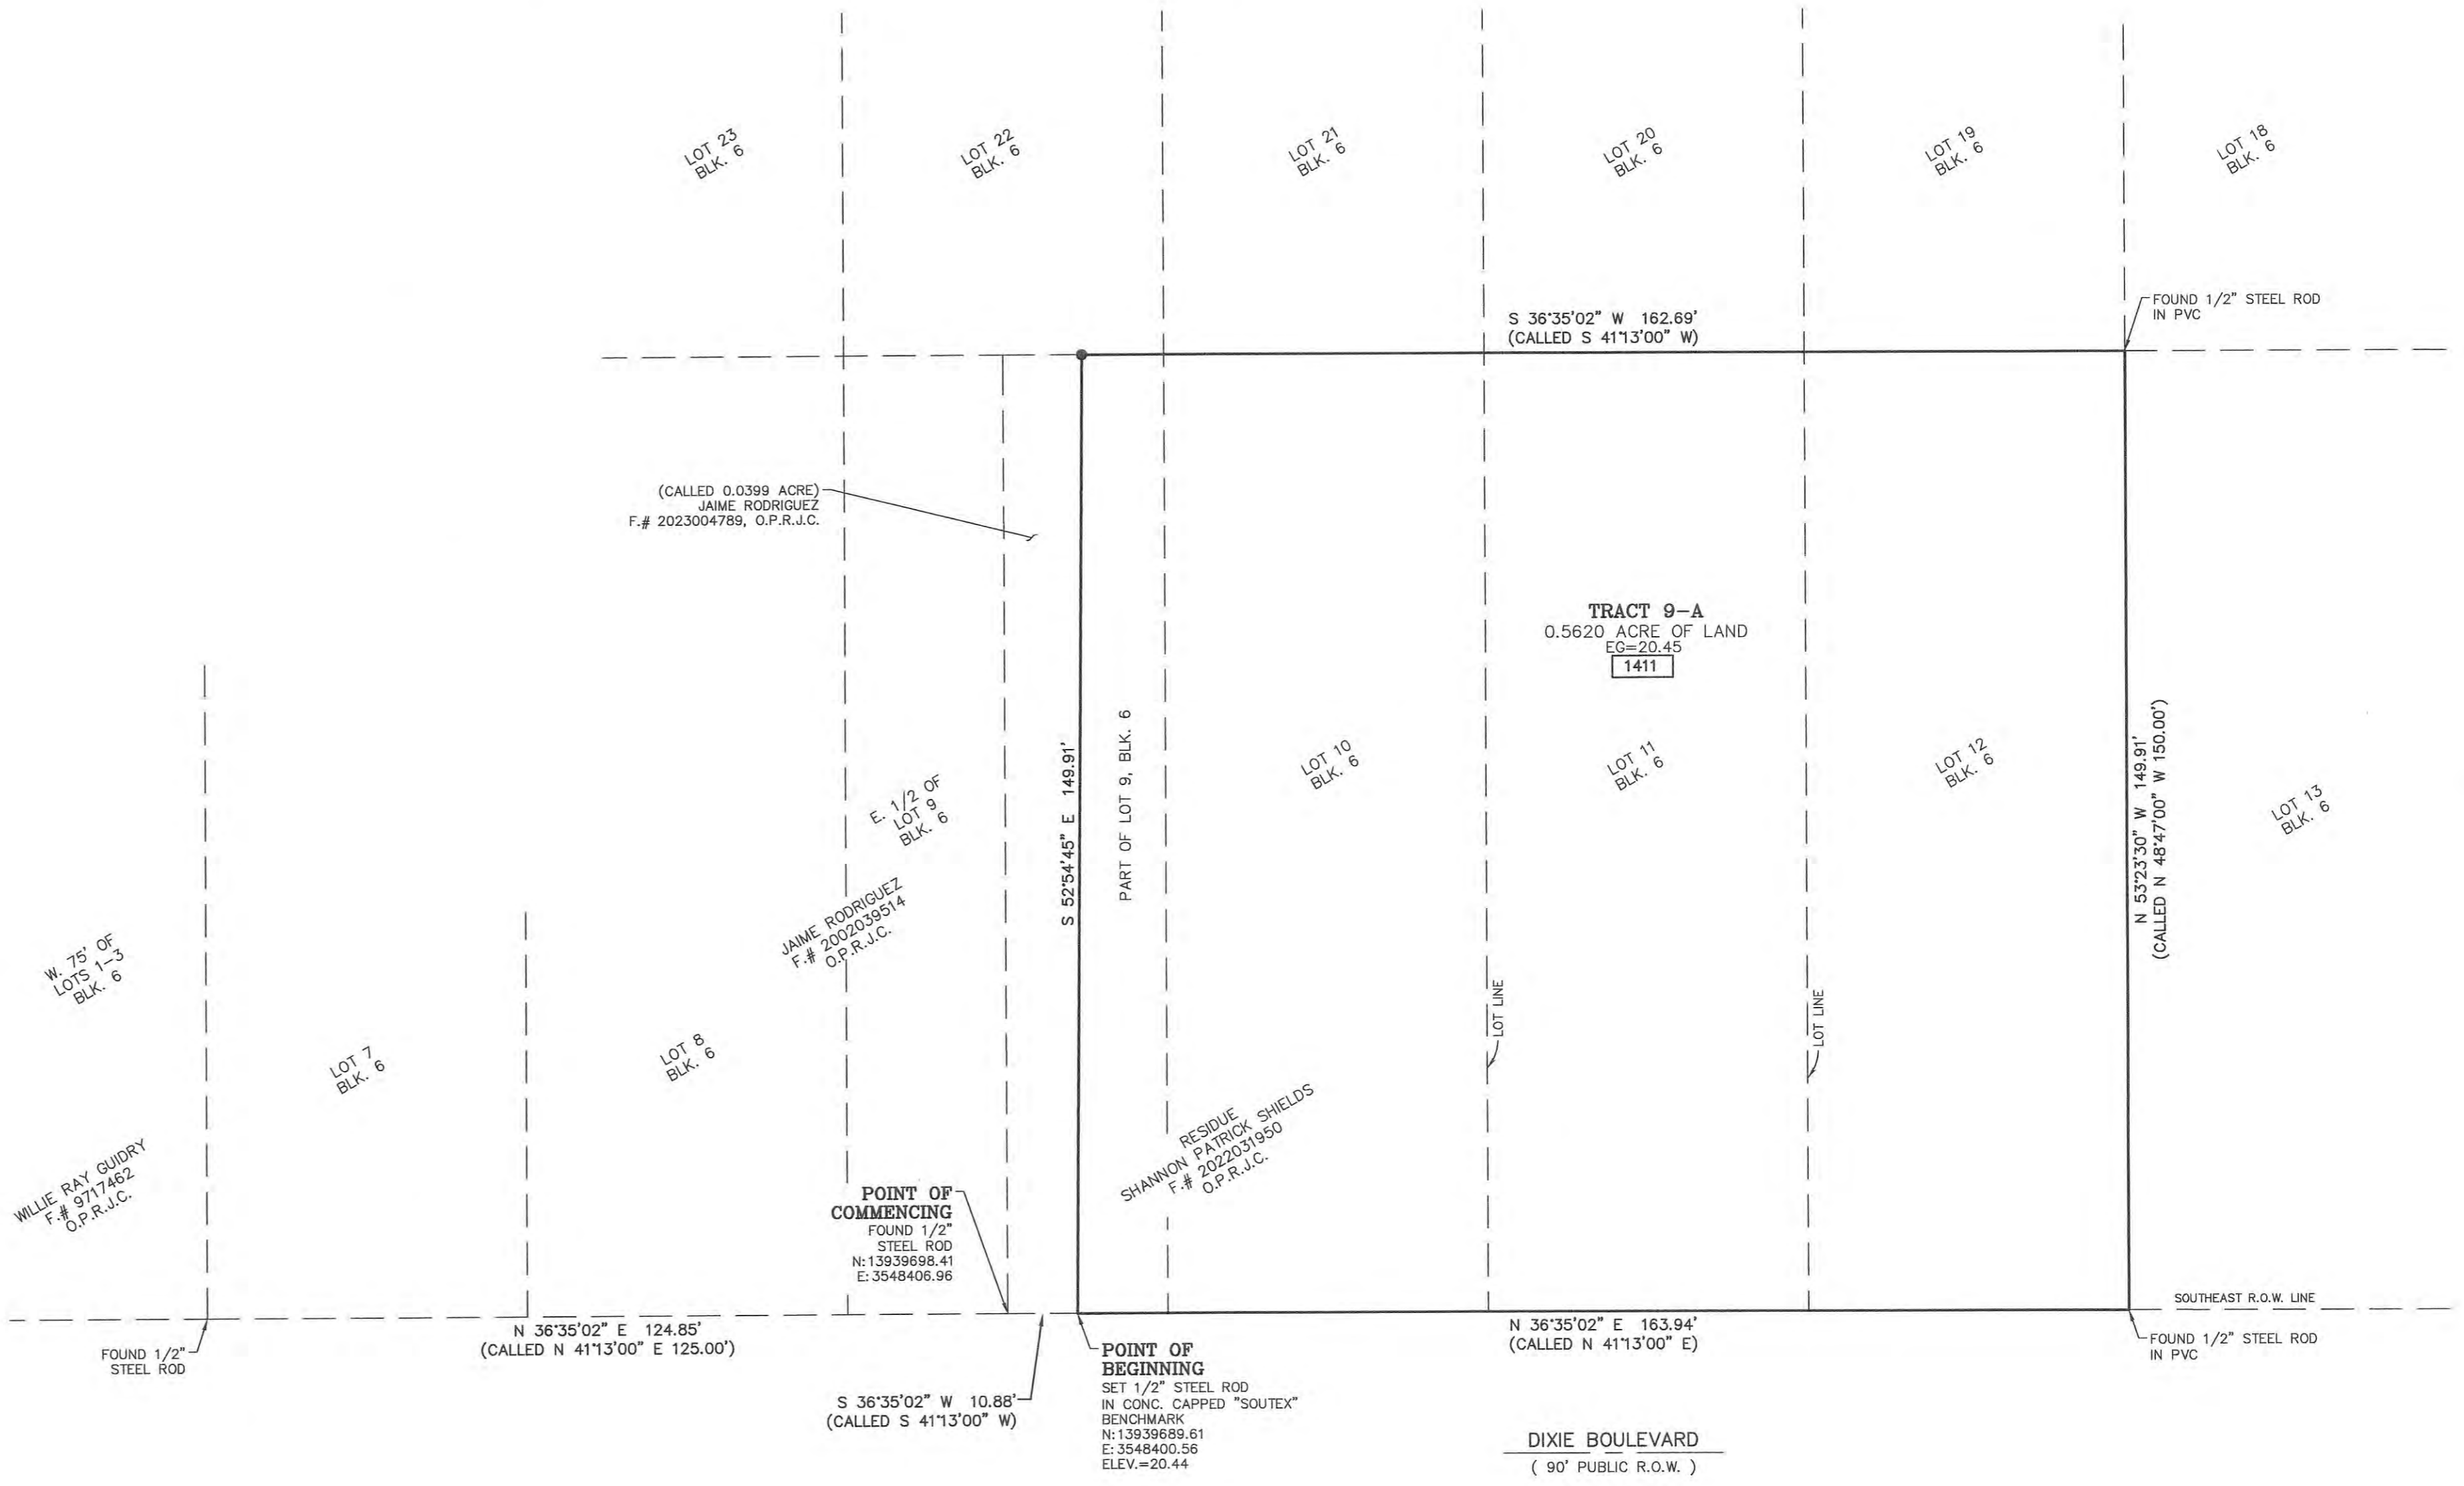 LOT 23
BLK. 6
LOT 22
BLK. 6
LOT 21
BLK. 6
LOT 20
BLK. 6
LOT 19
BLK. 6
LOT 18
BLK. 6
FOUND 1/2" STEEL ROD
IN PVC
S 36°35'02" W 162.69'
(CALLED S 41°13'00" W)
(CALLED 0.0399 ACRE)
JAIME RODRIGUEZ
F.# 2023004789, O.P.R.J.C.
TRACT 9-A
0.5620 ACRE OF LAND
EG=20.45
1411
S 52°54'45" E 149.91'
PART OF LOT 9, BLK. 6
LOT 10
BLK. 6
LOT 11
BLK. 6
LOT 12
BLK. 6
N 53°23'30" W 149.91'
(CALLED N 48°47'00" W 150.00')
LOT 13
BLK. 6
E. 1/2 OF
LOT 9
BLK. 6
JAIME RODRIGUEZ
F.# 2002039514
O.P.R.J.C.
W. 75' OF
LOTS 1-3
BLK. 6
LOT 7
BLK. 6
LOT 8
BLK. 6
LOT LINE
LOT LINE
WILLIE RAY GUIDRY
F.# 9717462
O.P.R.J.C.
RESIDUE
SHANNON PATRICK SHIELDS
F.# 2022031950
O.P.R.J.C.
POINT OF
COMMENCING
FOUND 1/2"
STEEL ROD
N:13939698.41
E:3548406.96
SOUTHEAST R.O.W. LINE
FOUND 1/2"
STEEL ROD
N 36°35'02" E 124.85'
(CALLED N 41°13'00" E 125.00')
S 36°35'02" W 10.88'
(CALLED S 41°13'00" W)
POINT OF
BEGINNING
SET 1/2" STEEL ROD
IN CONC. CAPPED "SOUTEX"
BENCHMARK
N:13939689.61
E:3548400.56
ELEV.=20.44
N 36°35'02" E 163.94'
(CALLED N 41°13'00" E)
FOUND 1/2" STEEL ROD
IN PVC
DIXIE BOULEVARD
( 90' PUBLIC R.O.W. )